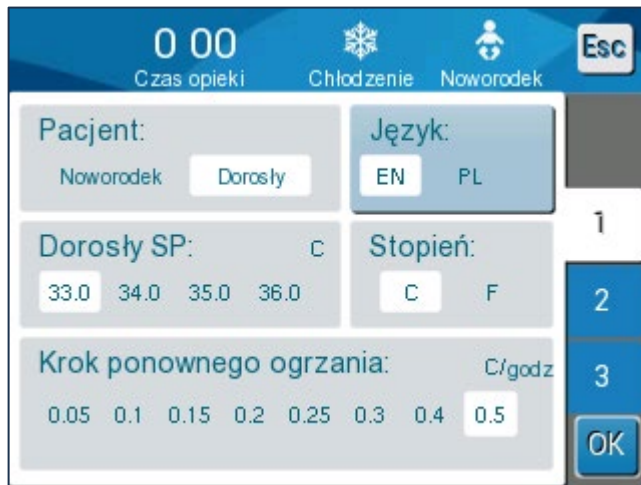 0 00
Czas opieki
Chłodzenie
Noworodek
Esc
Pacjent:
Noworodek Dorosły
Język:
EN PL
Dorosły SP: C
33.0 34.0 35.0 36.0
Stopień:
C F
Krok ponownego ogrzania: C/godz
0.05 0.1 0.15 0.2 0.25 0.3 0.4 0.5
1
2
3
OK